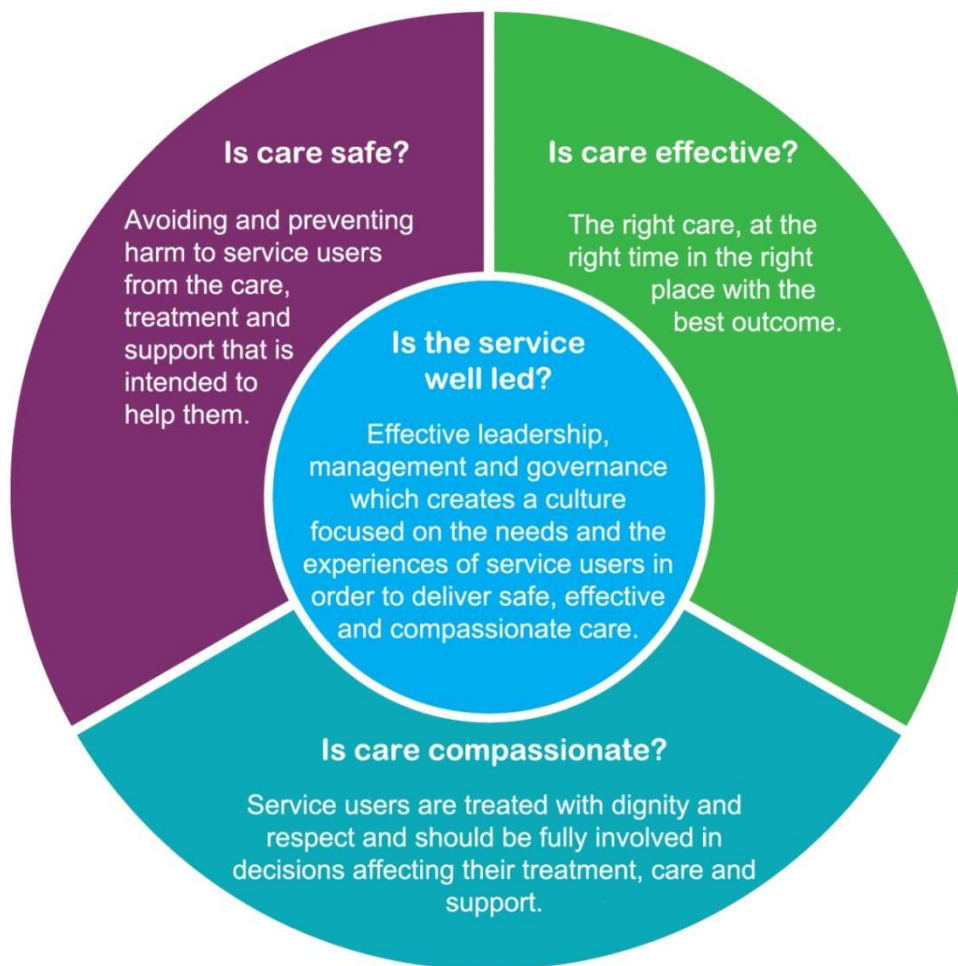 Is care safe?
Avoiding and preventing
harm to service users
from the care,
treatment and
support that is
intended to
help them.
Is care effective?
The right care, at the
right time in the right
place with the
best outcome.
Is the service
well led?
Effective leadership,
management and governance
which creates a culture
focused on the needs and the
experiences of service users in
order to deliver safe, effective
and compassionate care.
Is care compassionate?
Service users are treated with dignity and
respect and should be fully involved in
decisions affecting their treatment, care and
support.